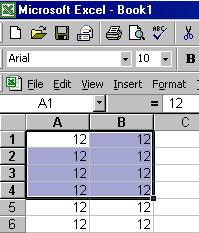 Microsoft Excel - Book1
Arial 10 B
File Edit View Insert Format
A1 = 12
A B C
1 12 12
2 12 12
3 12 12
4 12 12
5 12 12
6 12 12